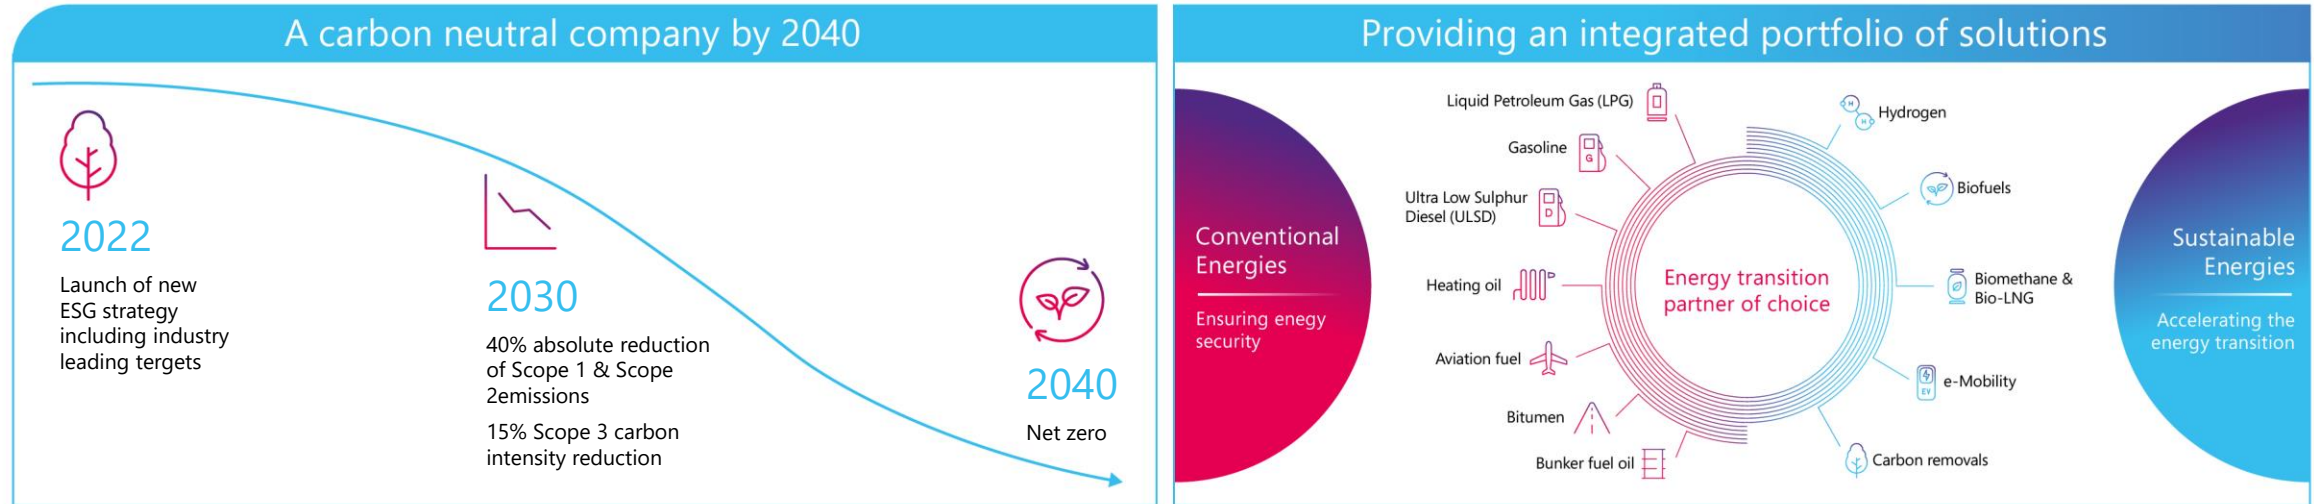 A carbon neutral company by 2040
2022
Launch of new
ESG strategy
including industry
leading tergets
2030
40% absolute reduction
of Scope 1 & Scope
2emissions
15% Scope 3 carbon
intensity reduction
2040
Net zero
Providing an integrated portfolio of solutions
Conventional
Energies
Ensuring enegy
security
Liquid Petroleum Gas (LPG)
Gasoline
G
Ultra Low Sulphur
Diesel (ULSD)
D
Heating oil
Aviation fuel
Bitumen
Bunker fuel oil
Energy transition
partner of choice
H
H
Hydrogen
Biofuels
Biomethane &
Bio-LNG
EV
e-Mobility
Carbon removals
Sustainable
Energies
Accelerating the
energy transition